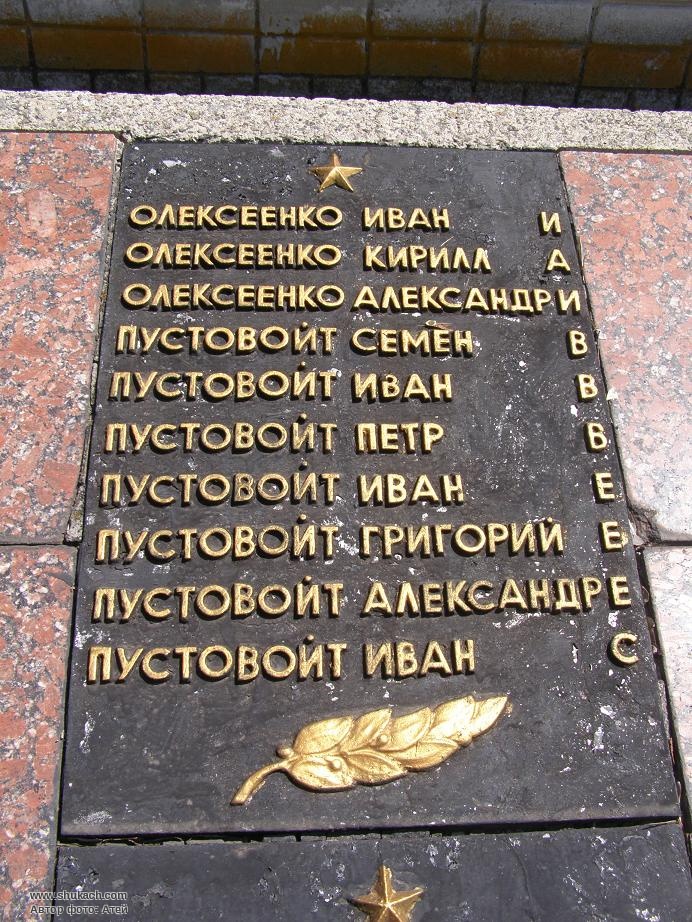 ОЛЕКСЕЕНКО ИВАН И
ОЛЕКСЕЕНКО КИРИЛЛ А
ОЛЕКСЕЕНКО АЛЕКСАНДР И
ПУСТОВОЙТ СЕМЁН В
ПУСТОВОЙТ ИВАН В
ПУСТОВОЙТ ПЕТР В
ПУСТОВОЙТ ИВАН Е
ПУСТОВОЙТ ГРИГОРИЙ Е
ПУСТОВОЙТ АЛЕКСАНДР Е
ПУСТОВОЙТ ИВАН С
www.shukach.com
Автор фото: Атей